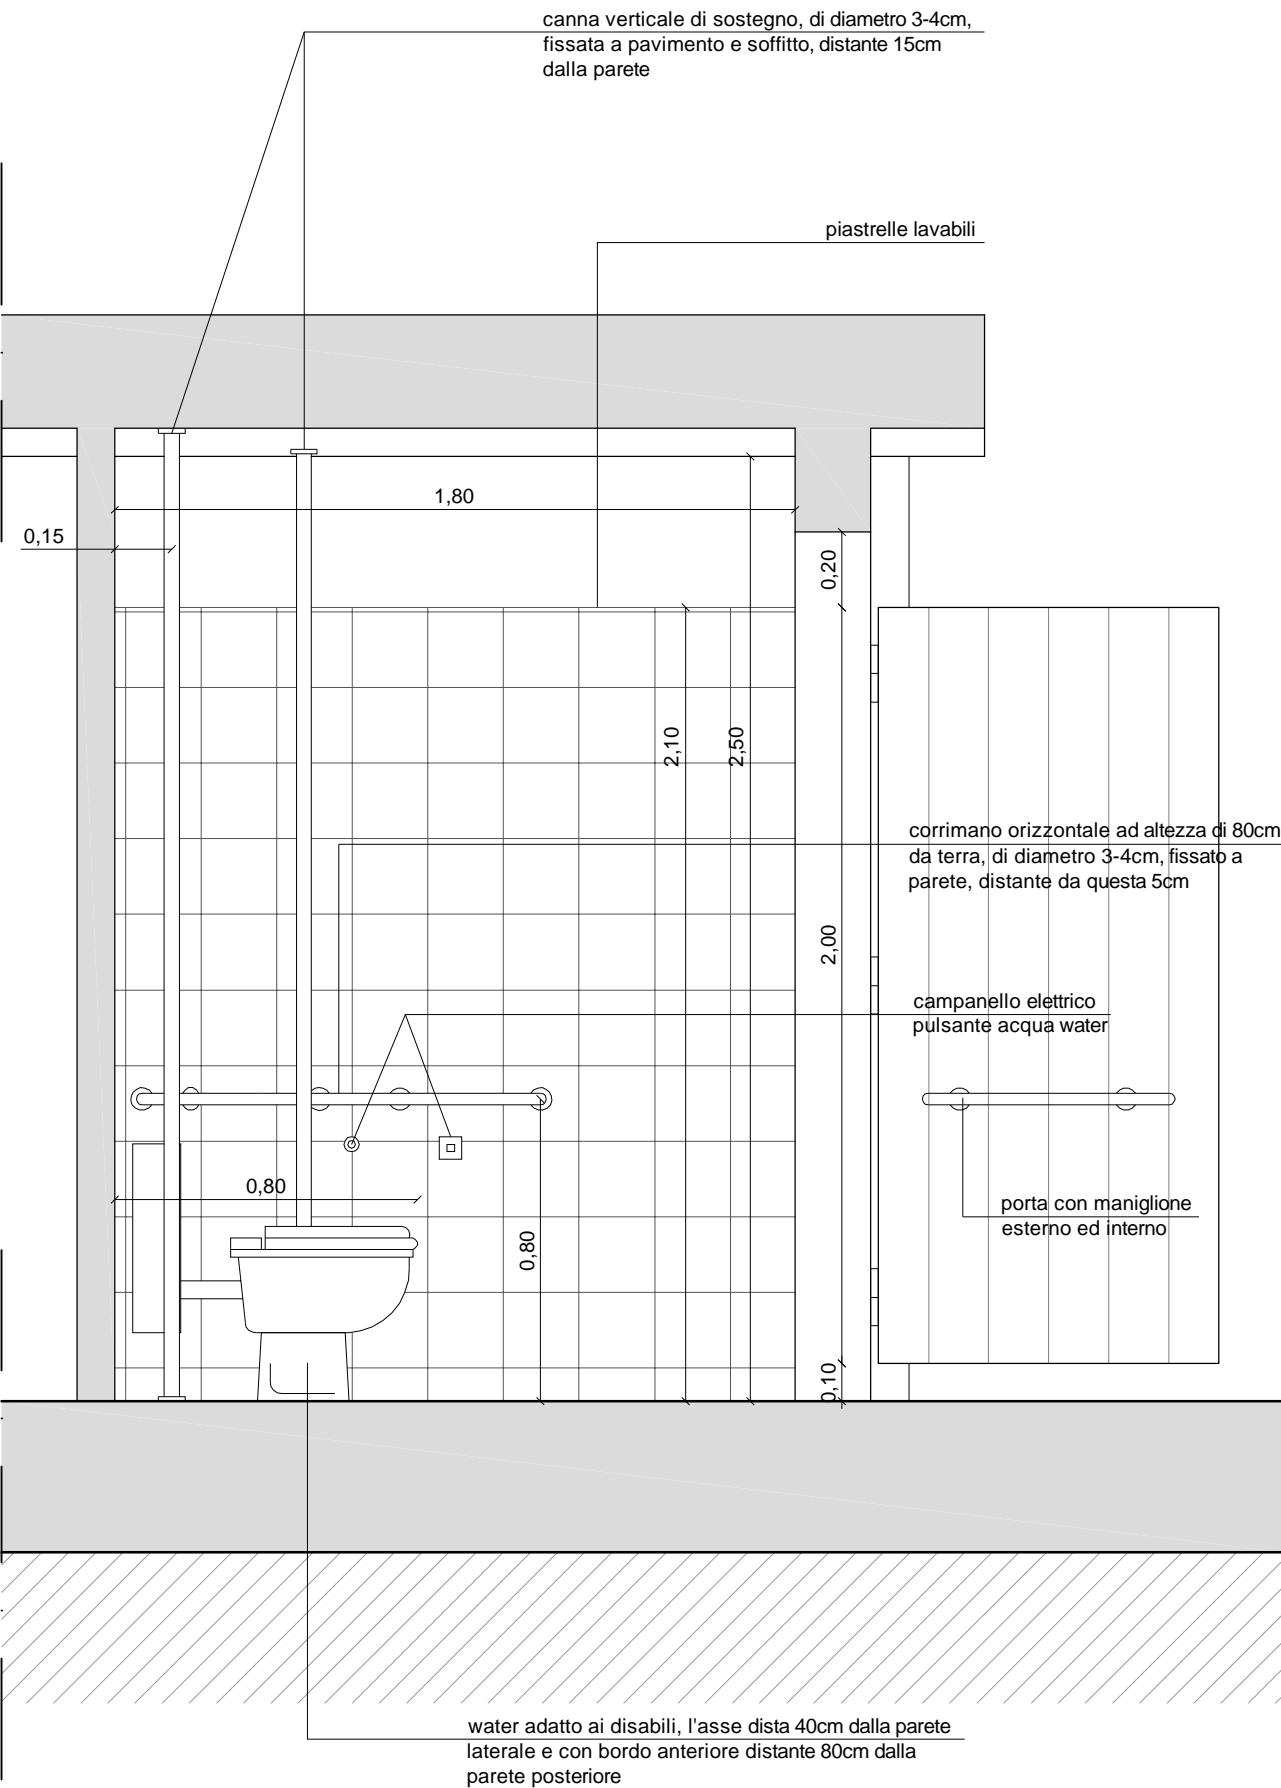 canna verticale di sostegno, di diametro 3-4cm,
fissata a pavimento e soffitto, distante 15cm
dalla parete
piastrelle lavabili
1,80
0,15
0,20
2,10
2,50
corrimano orizzontale ad altezza di 80cm
da terra, di diametro 3-4cm, fissato a
parete, distante da questa 5cm
2,00
campanello elettrico
pulsante acqua water
0,80
porta con maniglione
esterno ed interno
0,80
0,10
water adatto ai disabili, l'asse dista 40cm dalla parete
laterale e con bordo anteriore distante 80cm dalla
parete posteriore